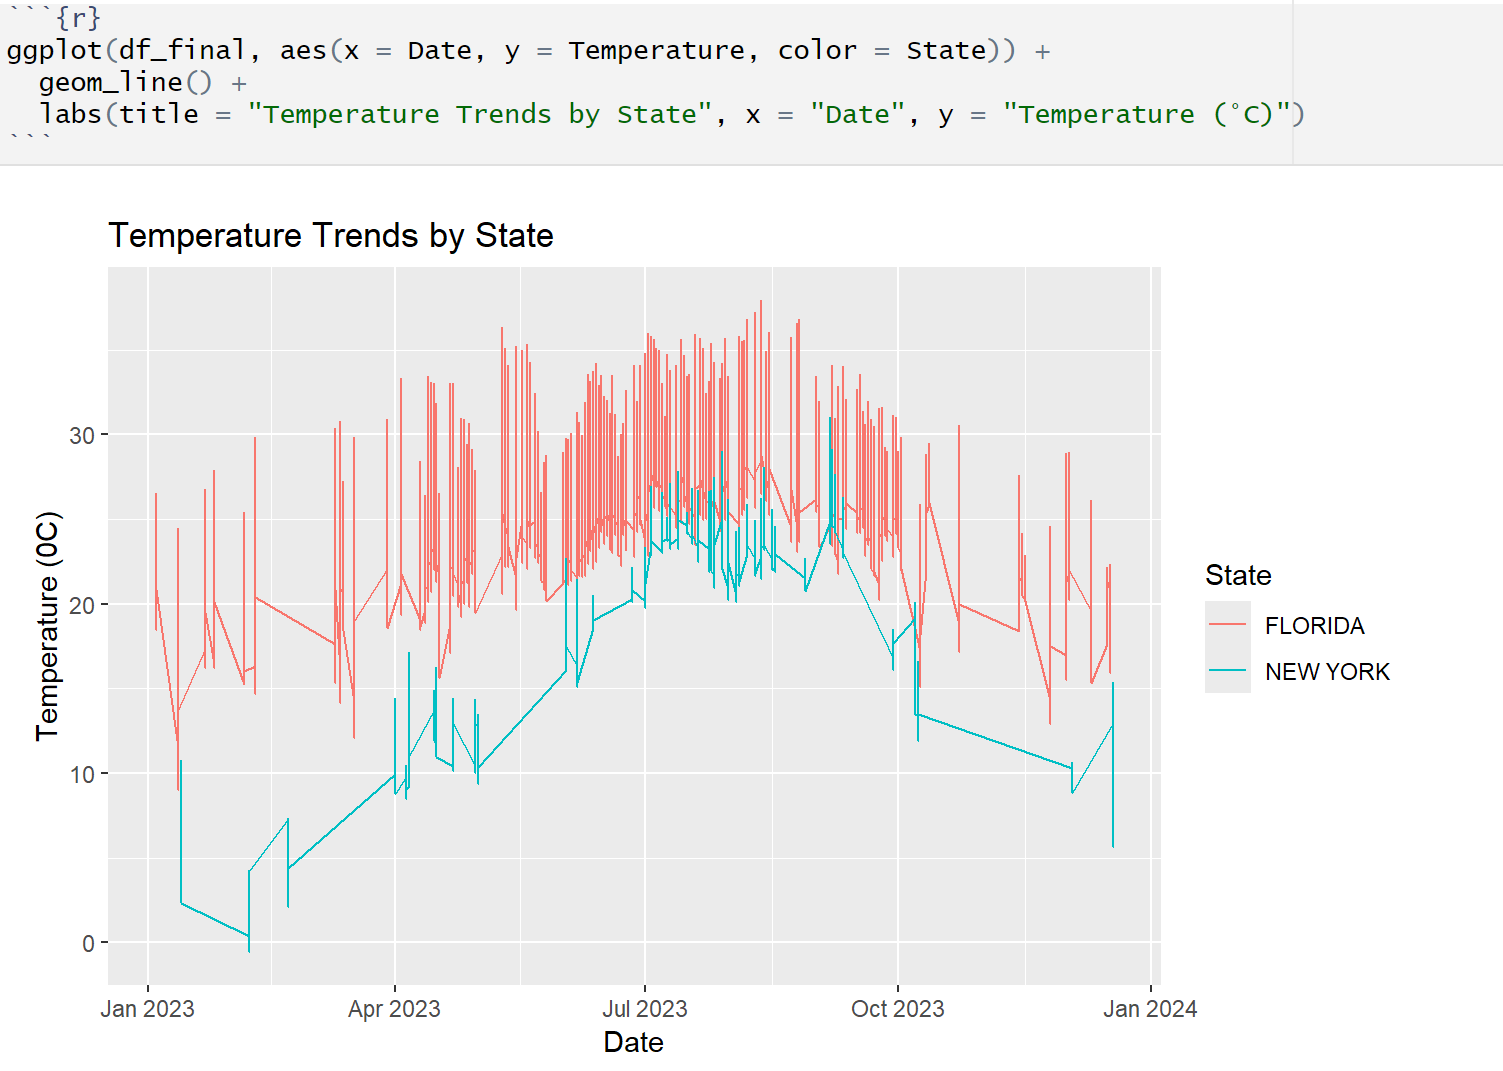 ```{r}
ggplot(df_final, aes(x = Date, y = Temperature, color = State)) +
  geom_line() +
  labs(title = "Temperature Trends by State", x = "Date", y = "Temperature (°C)")
```
Temperature Trends by State
Temperature (0C)
30
20
10
0
Jan 2023
Apr 2023
Jul 2023
Oct 2023
Jan 2024
Date
State
FLORIDA
NEW YORK